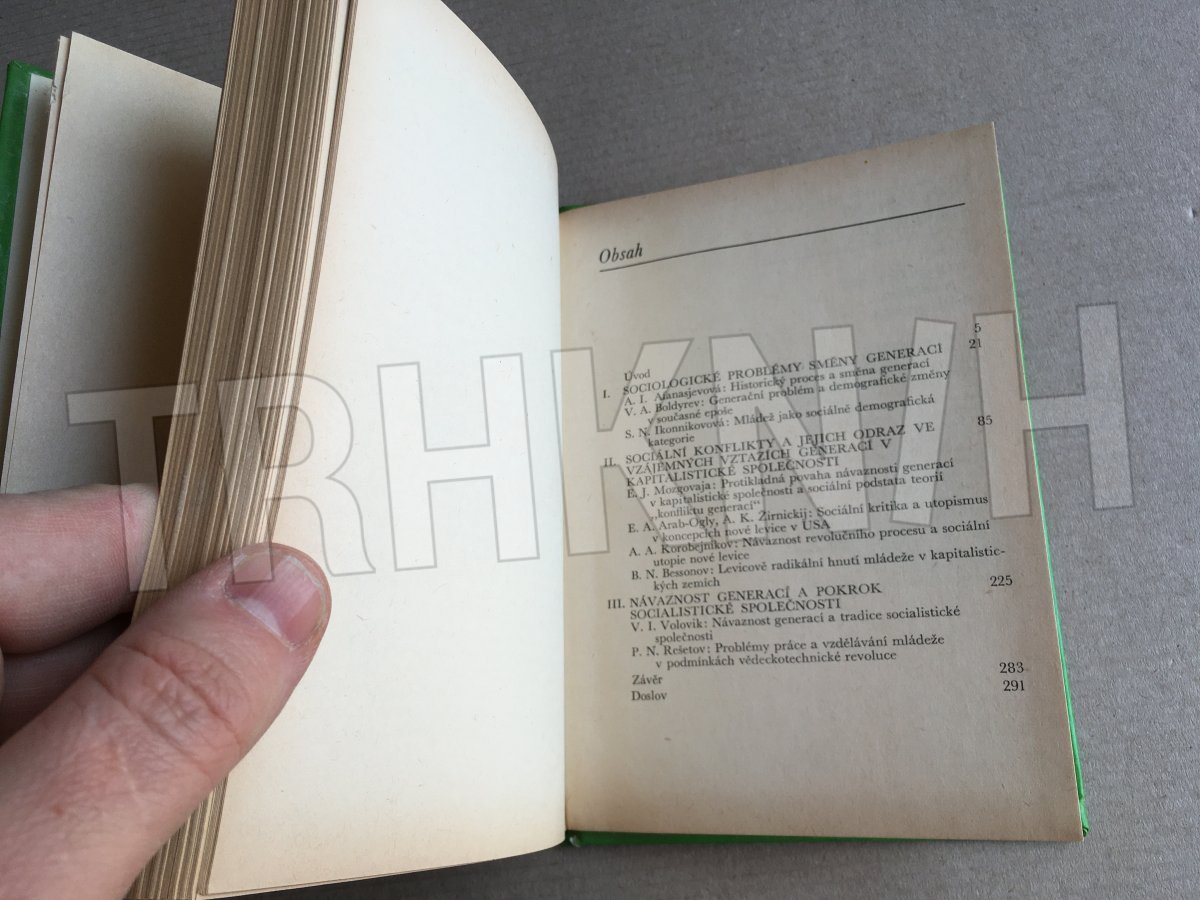 Obsah
Úvod 5
I. SOCIOLOGICKÉ PROBLÉMY SMĚNY GENERACÍ 21
A. I. Afanasjevová: Historický proces a směna generací
V. A. Boldyrev: Generační problém a demografické změny
v současné epoše
S. N. Ikonnikovová: Mládež jako sociálně demografická
kategorie
II. SOCIÁLNÍ KONFLIKTY A JEJICH ODRAZ VE 85
VZÁJEMNÝCH VZTAZÍCH GENERACÍ V
KAPITALISTICKÉ SPOLEČNOSTI
E. J. Mozgovaja: Protikladná povaha návaznosti generací
v kapitalistické společnosti a sociální podstata teorií
„konfliktu generací“
E. A. Arab-Ogly, A. K. Žirnickij: Sociální kritika a utopismus
v koncepcích nové levice v USA
A. A. Korobejnikov: Návaznost revolučního procesu a sociální
utopie nové levice
B. N. Bessonov: Levicově radikální hnutí mládeže v kapitalistic-
kých zemích
III. NÁVAZNOST GENERACÍ A POKROK 225
SOCIALISTICKÉ SPOLEČNOSTI
V. I. Volovik: Návaznost generací a tradice socialistické
společnosti
P. N. Rešetov: Problémy práce a vzdělávání mládeže
v podmínkách vědeckotechnické revoluce
Závěr 283
Doslov 291
TRHKNIH